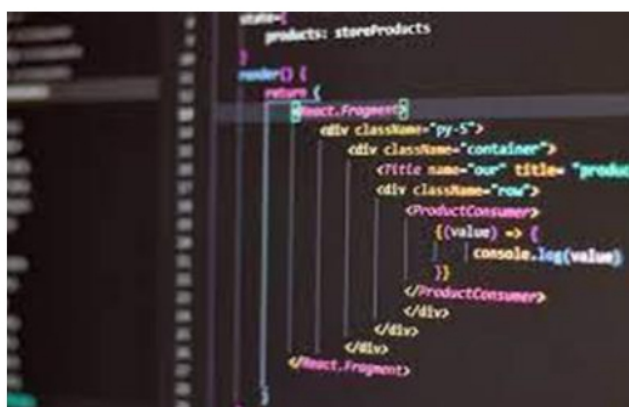 state={
products: storeProducts
}
render() {
return (
<React.Fragment>
<div className="py-5">
<div className="container">
<Title name="our" title= "produc
<div className="row">
<ProductConsumer>
{(value) => {
console.log(value)
}}
</ProductConsumer>
</div>
</div>
</div>
</React.Fragment>
)
}